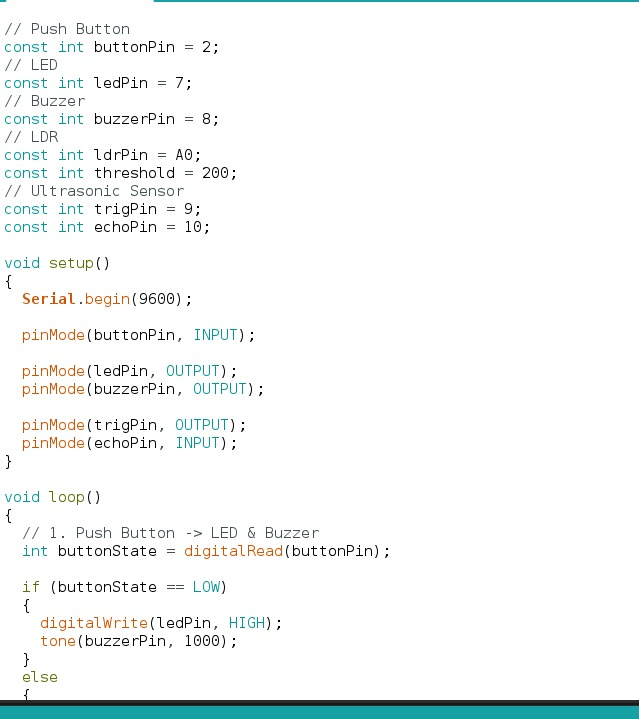 // Push Button
const int buttonPin = 2;
// LED
const int ledPin = 7;
// Buzzer
const int buzzerPin = 8;
// LDR
const int ldrPin = A0;
const int threshold = 200;
// Ultrasonic Sensor
const int trigPin = 9;
const int echoPin = 10;

void setup()
{
  Serial.begin(9600);

  pinMode(buttonPin, INPUT);

  pinMode(ledPin, OUTPUT);
  pinMode(buzzerPin, OUTPUT);

  pinMode(trigPin, OUTPUT);
  pinMode(echoPin, INPUT);
}

void loop()
{
  // 1. Push Button -> LED & Buzzer
  int buttonState = digitalRead(buttonPin);

  if (buttonState == LOW)
  {
    digitalWrite(ledPin, HIGH);
    tone(buzzerPin, 1000);
  }
  else
  {